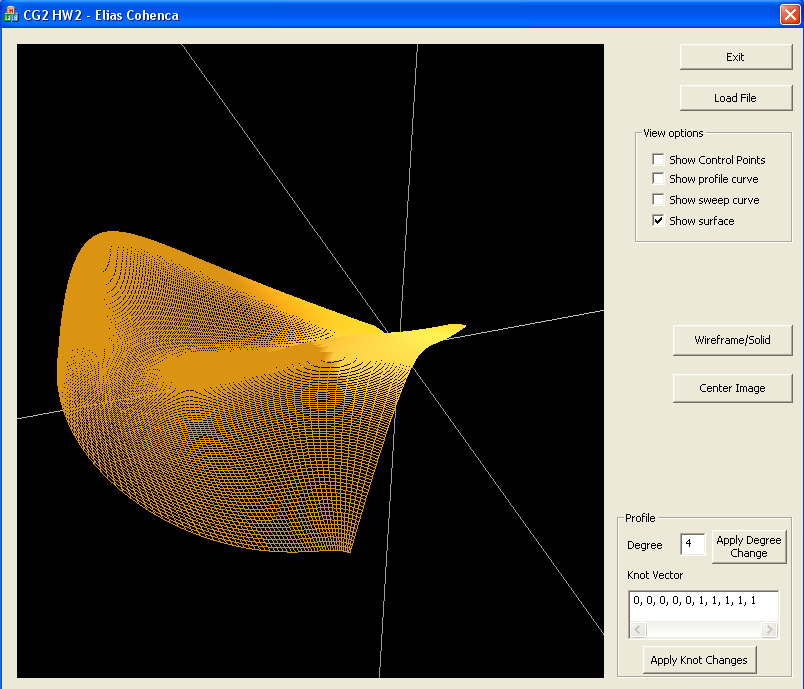 CG2 HW2 - Elias Cohenca
Exit
Load File
View options
Show Control Points
Show profile curve
Show sweep curve
Show surface
Wireframe/Solid
Center Image
Profile
Degree
4
Apply Degree
Change
Knot Vector
0, 0, 0, 0, 0, 1, 1, 1, 1, 1
Apply Knot Changes